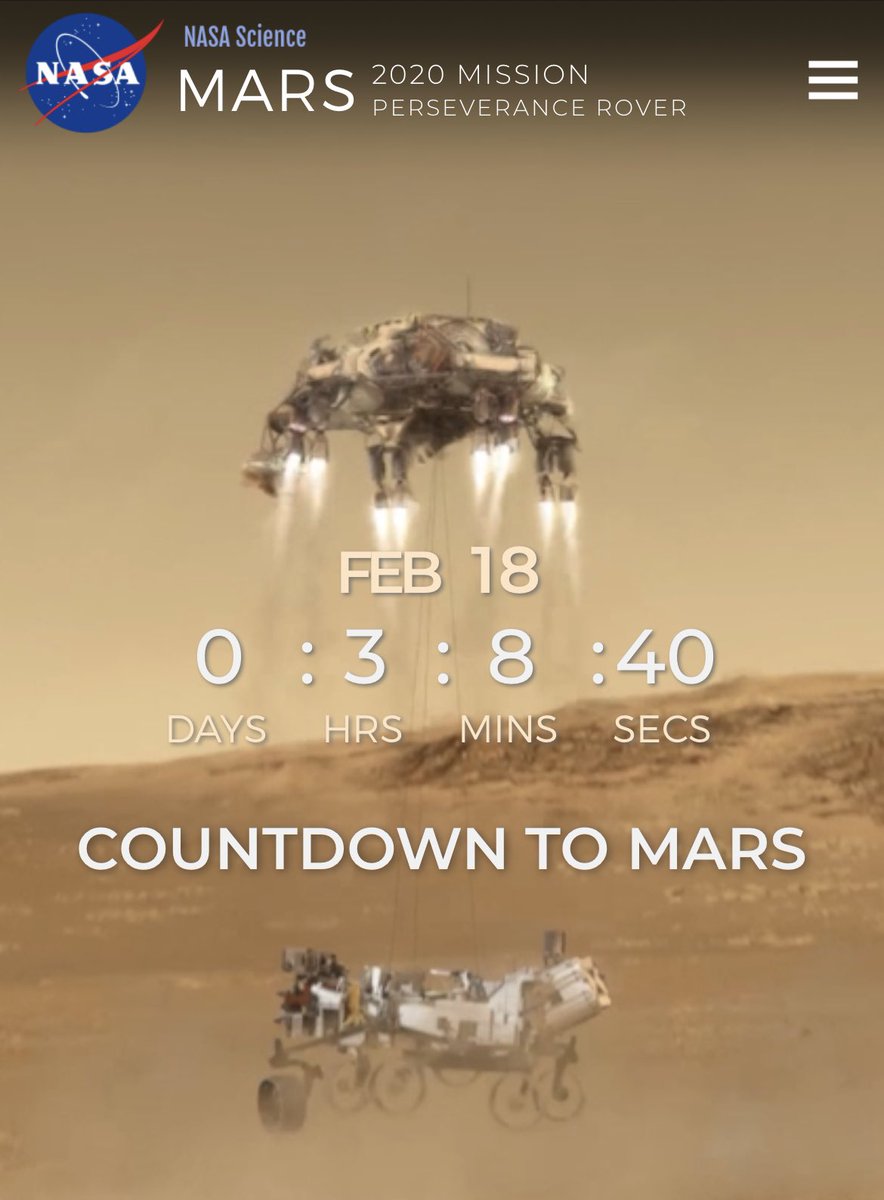 NASA
NASA Science
MARS
2020 MISSION
PERSEVERANCE ROVER
FEB 18
0 : 3 : 8 : 40
DAYS HRS MINS SECS
COUNTDOWN TO MARS